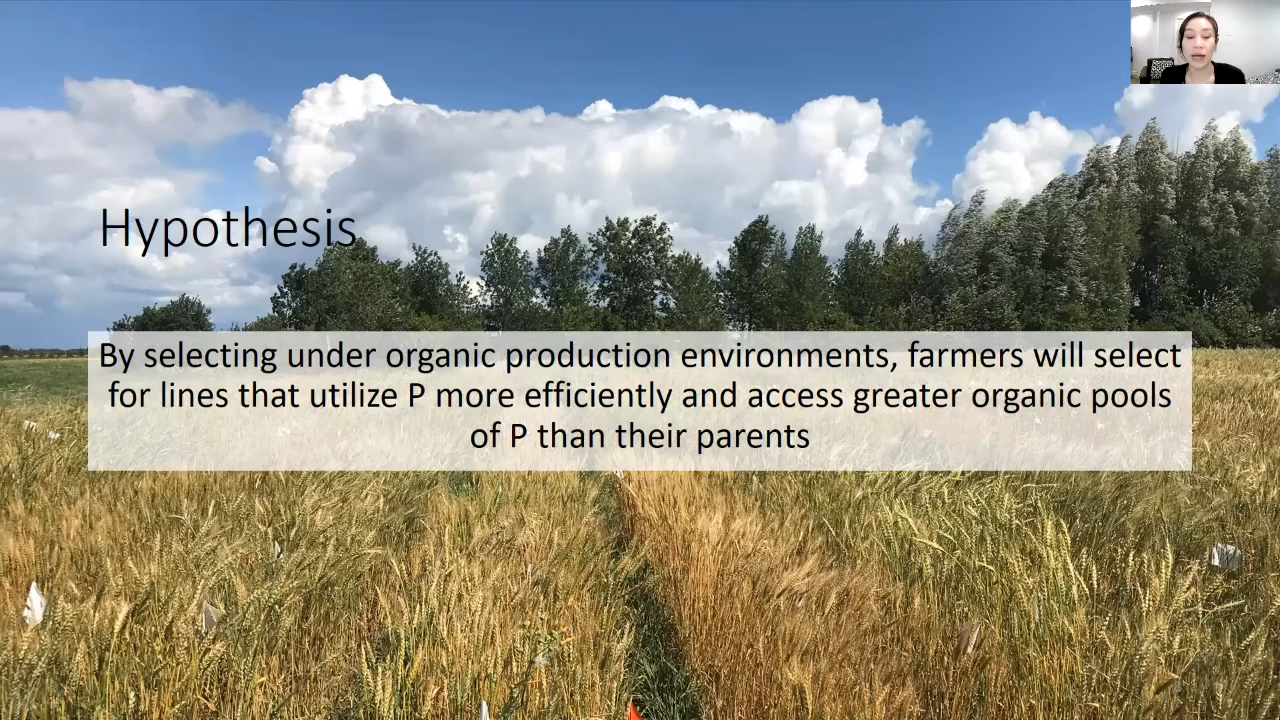 Hypothesis
By selecting under organic production environments, farmers will select
for lines that utilize P more efficiently and access greater organic pools
of P than their parents